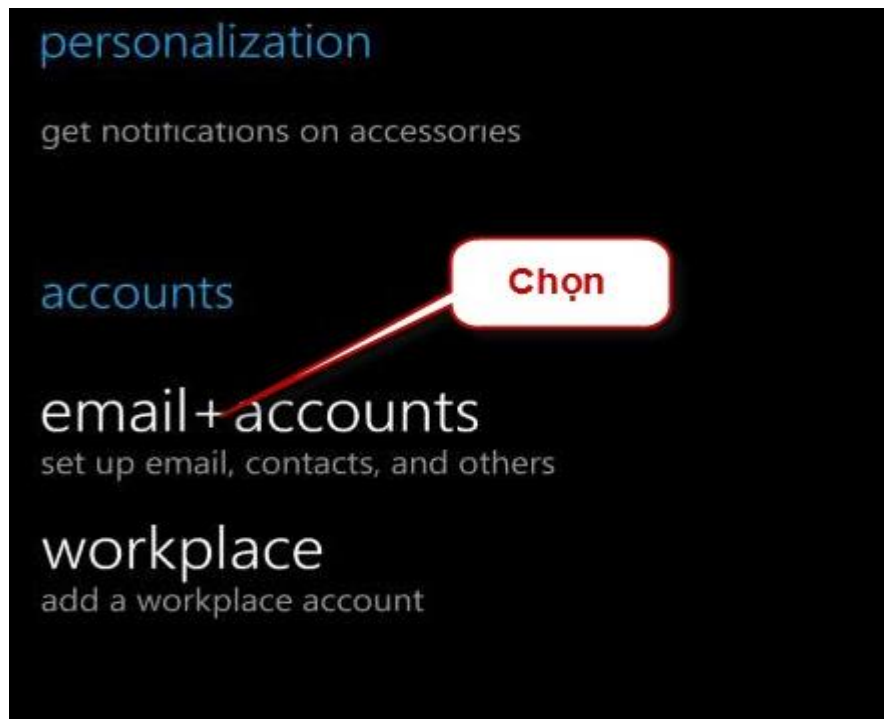 personalization
get notifications on accessories
accounts
Chọn
email+accounts
set up email, contacts, and others
workplace
add a workplace account